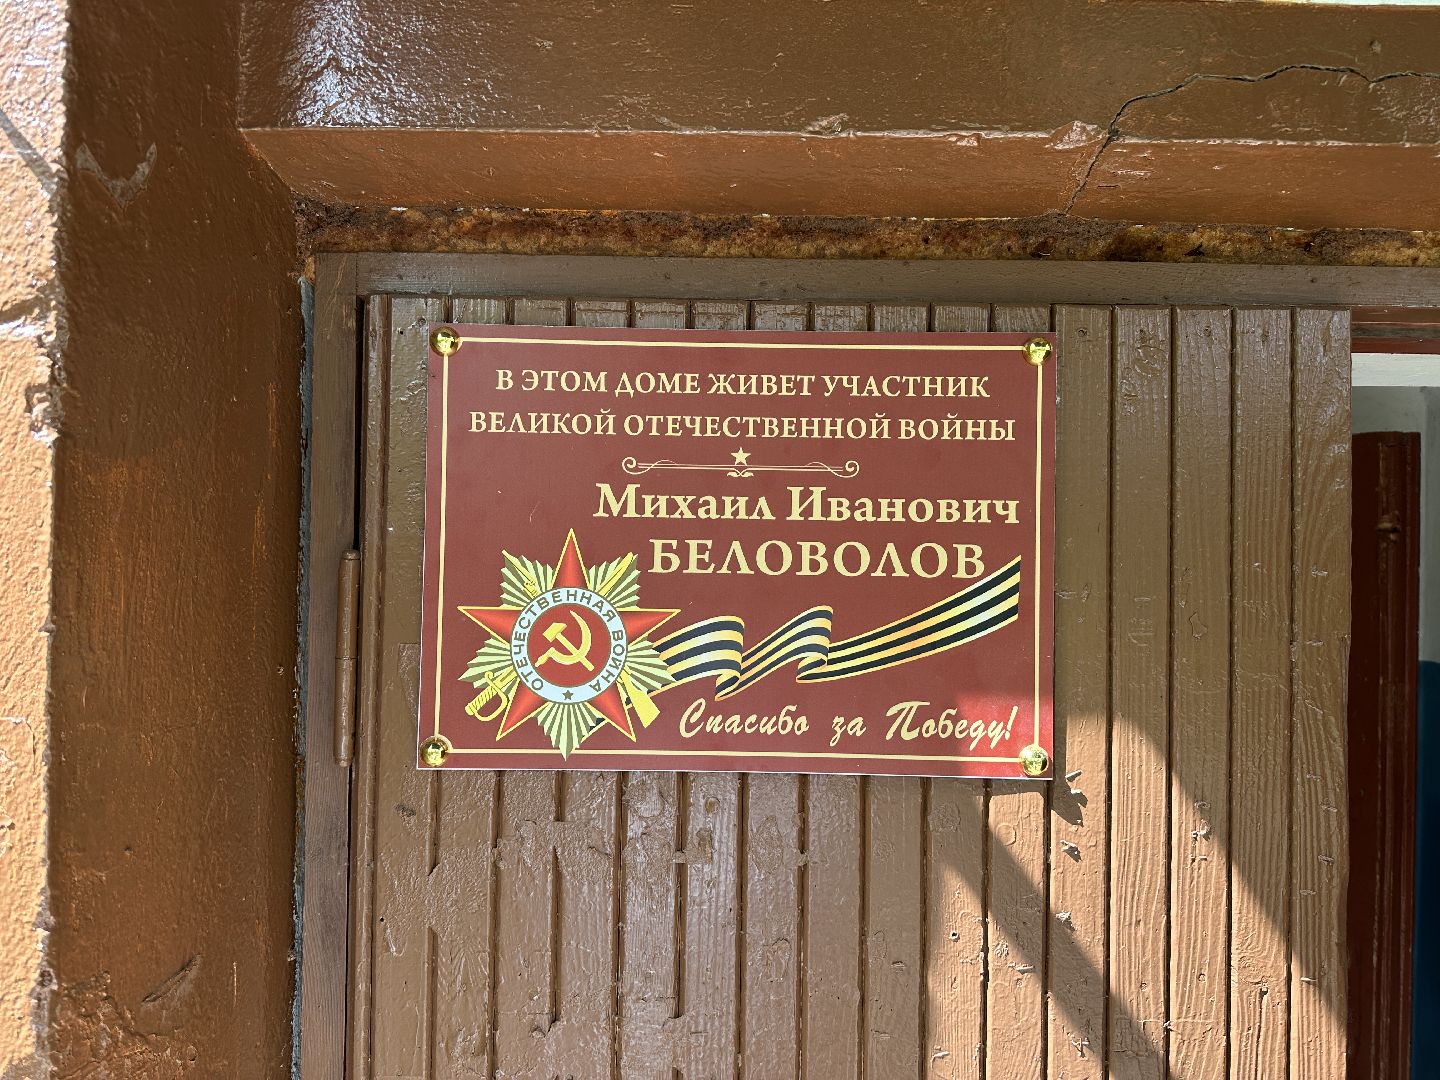 В ЭТОМ ДОМЕ ЖИВЕТ УЧАСТНИК
ВЕЛИКОЙ ОТЕЧЕСТВЕННОЙ ВОЙНЫ
Михаил Иванович
БЕЛОВОЛОВ
ОТЕЧЕСТВЕННАЯ ВОЙНА
Спасибо за Победу!